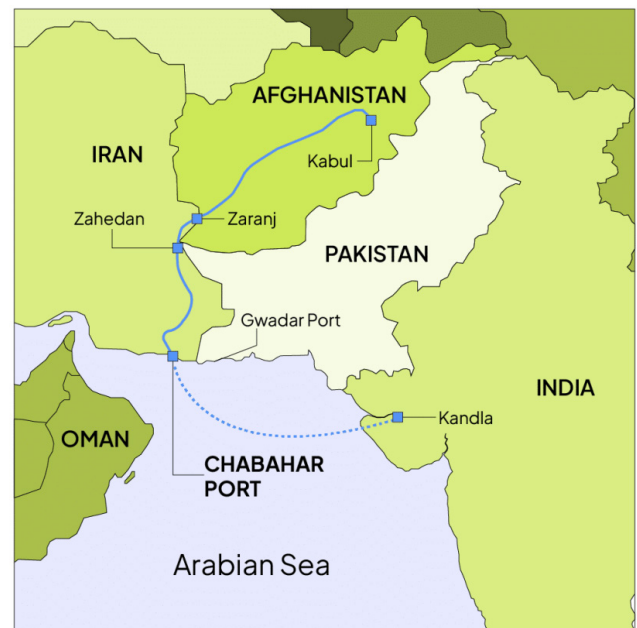 AFGHANISTAN
IRAN
Kabul
Zahedan
Zaranj
PAKISTAN
Gwadar Port
INDIA
Kandla
OMAN
CHABAHAR
PORT
Arabian Sea